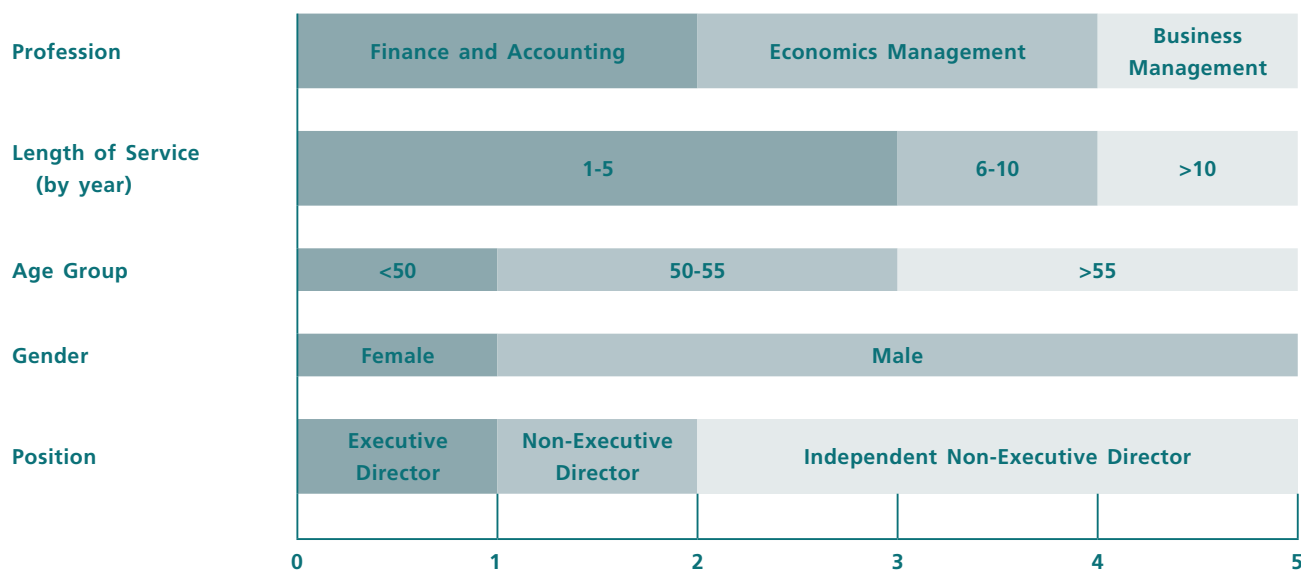 Profession
Finance and Accounting
Economics Management
Business
Management
Length of Service
(by year)
1-5
6-10
>10
Age Group
<50
50-55
>55
Gender
Female
Male
Position
Executive
Director
Non-Executive
Director
Independent Non-Executive Director
0 1 2 3 4 5